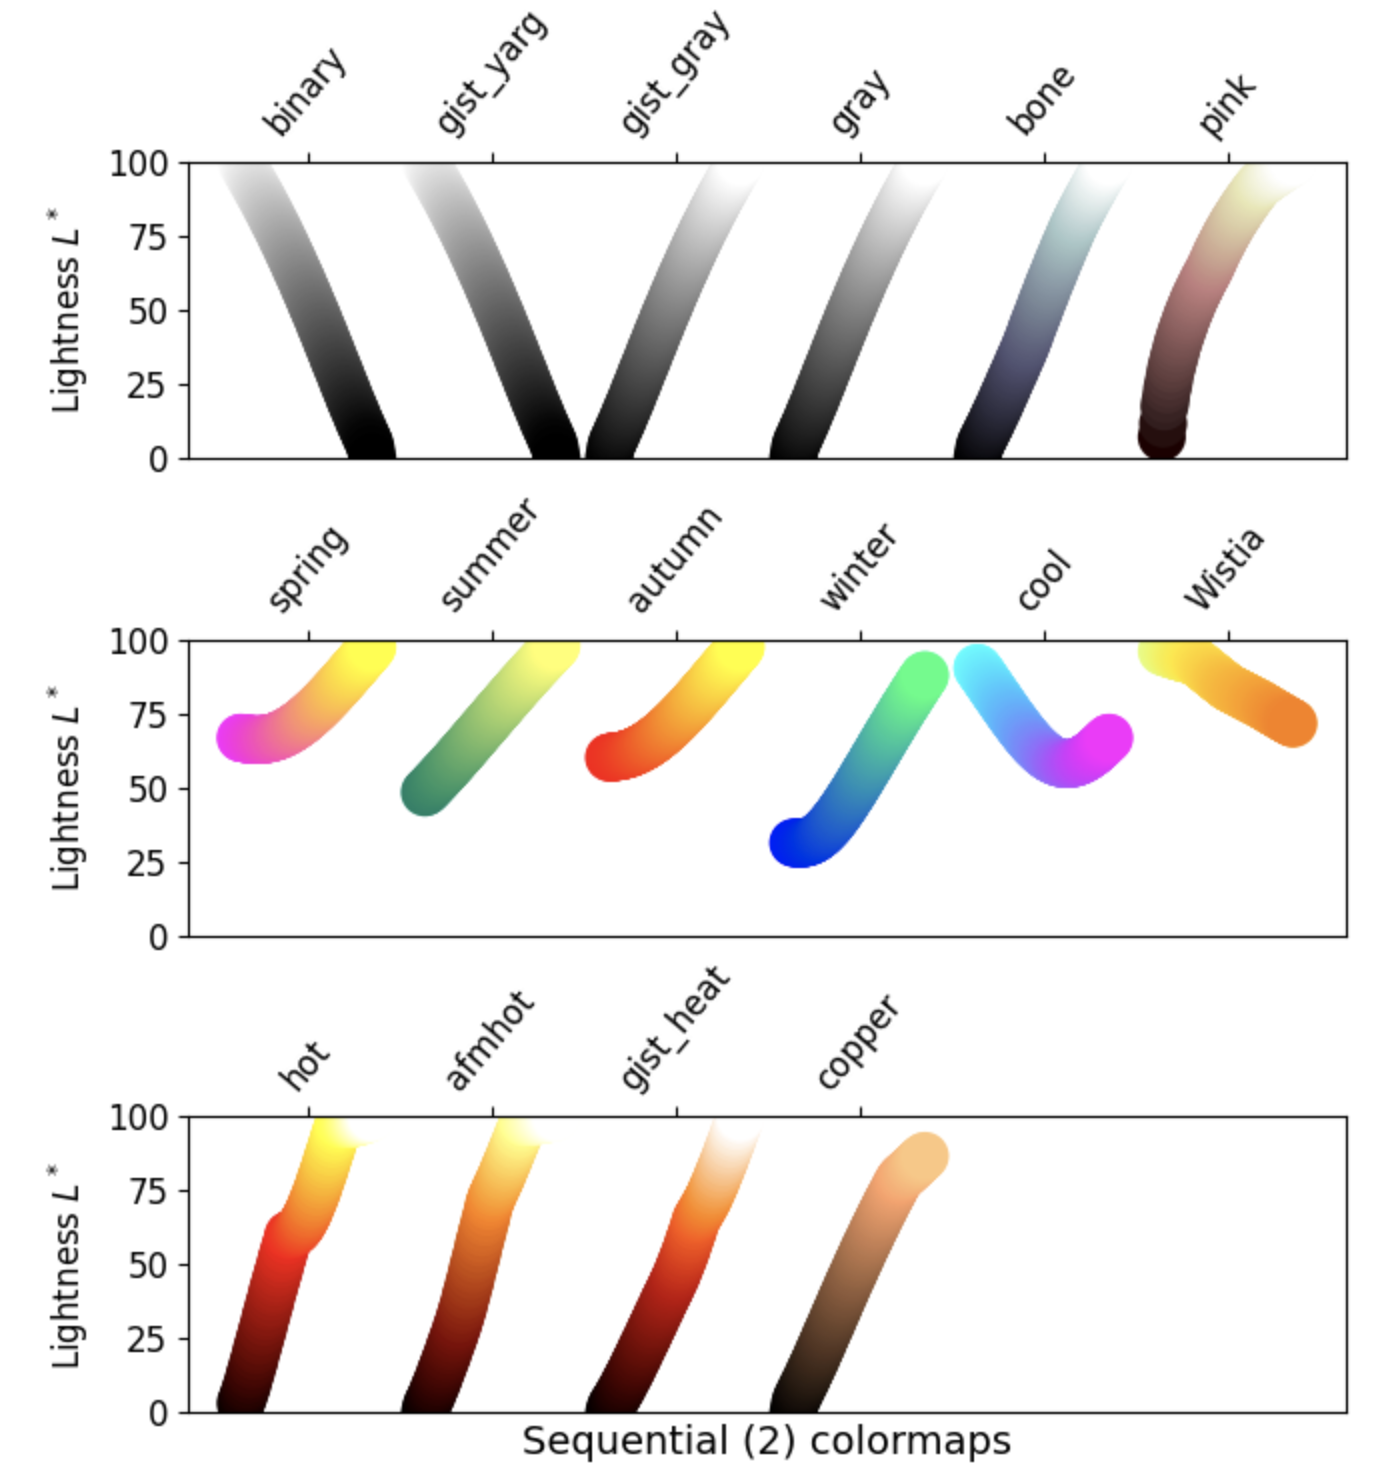 binary gist_yarg gist_gray gray bone pink
100
75
50
25
0
Lightness L*
spring summer autumn winter cool Wistia
100
75
50
25
0
Lightness L*
hot afmhot gist_heat copper
100
75
50
25
0
Lightness L*
Sequential (2) colormaps